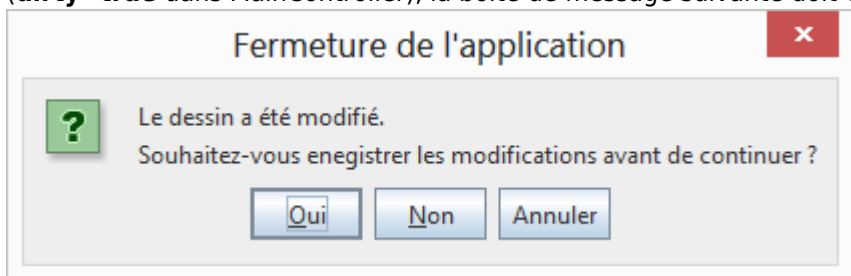 Fermeture de l'application
x
?
Le dessin a été modifié.
Souhaitez-vous enegistrer les modifications avant de continuer ?
Oui Non Annuler